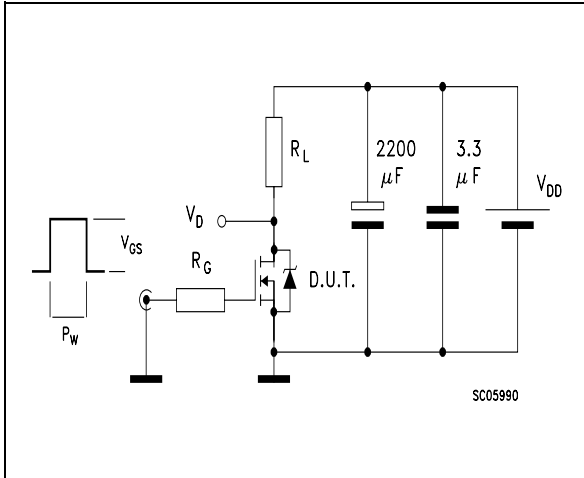 R_L
2200 μF
3.3 μF
V_DD
V_D
V_GS
R_G
D.U.T.
P_W
SC05990